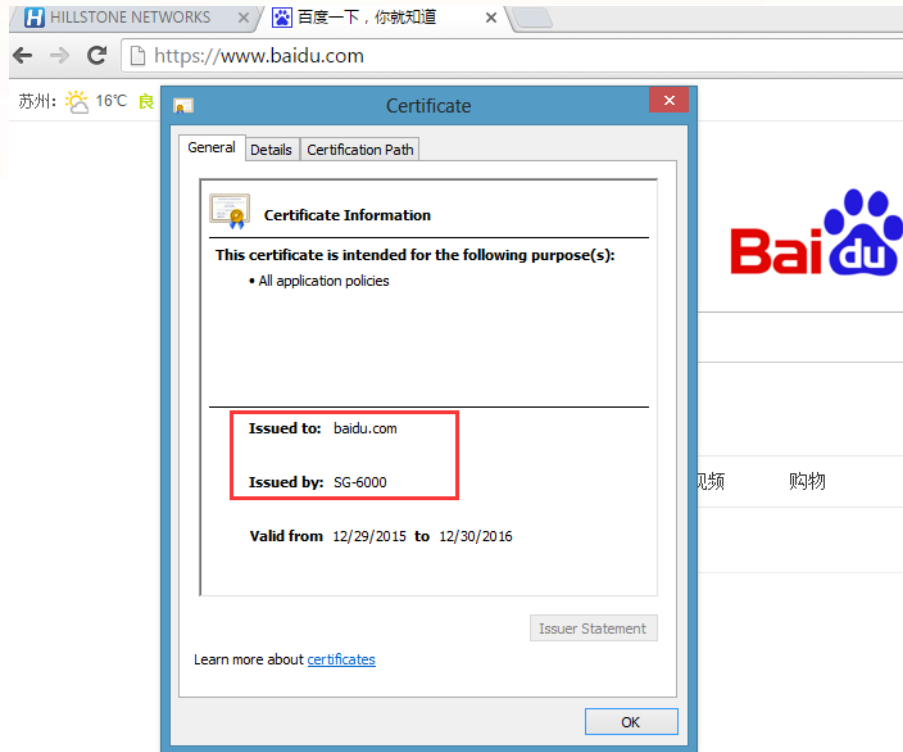 HILLSTONE NETWORKS
百度一下，你就知道
https://www.baidu.com
苏州: 16℃ 良
Certificate
General Details Certification Path
Certificate Information
This certificate is intended for the following purpose(s):
• All application policies
Issued to: baidu.com
Issued by: SG-6000
Valid from 12/29/2015 to 12/30/2016
Issuer Statement
Learn more about certificates
OK
Bai du
视频 购物